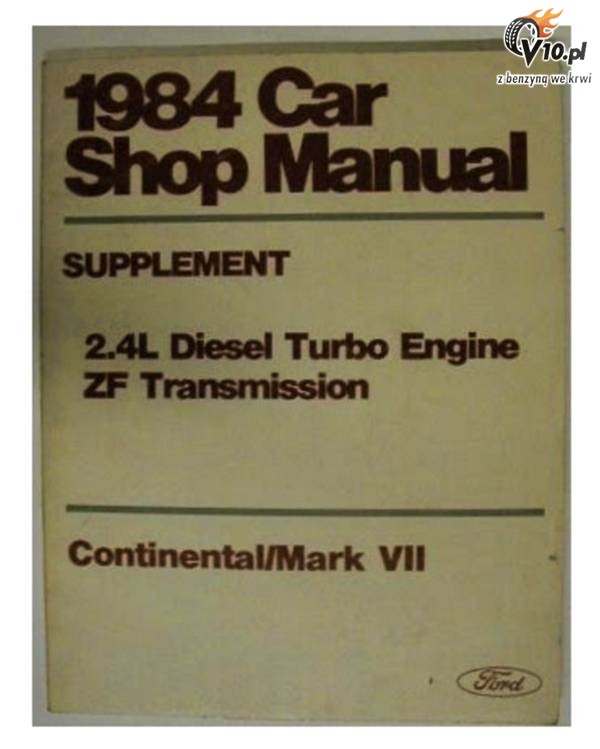 V10.pl
z benzyną we krwi
1984 Car
Shop Manual
SUPPLEMENT
2.4L Diesel Turbo Engine
ZF Transmission
Continental/Mark VII
Ford